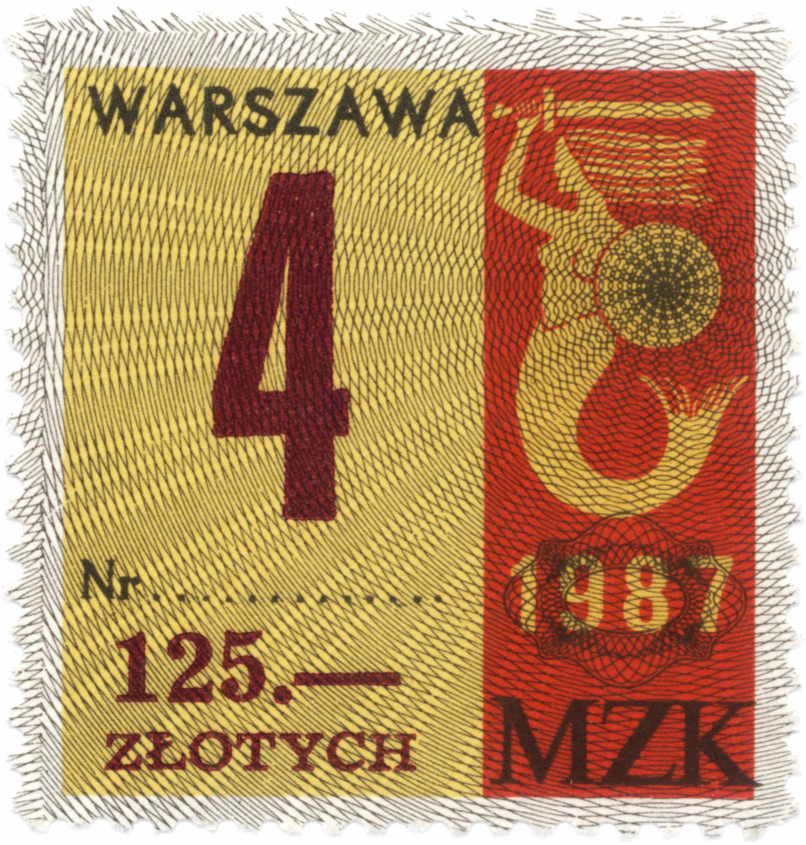 WARSZAWA
4
Nr..............
125.—
ZŁOTYCH
1987
MZK